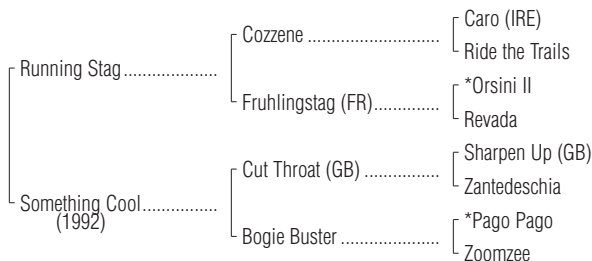 Caro (IRE)
Cozzene ............................
Ride the Trails
Running Stag....................
*Orsini II
Fruhlingstag (FR)..............
Revada
Sharpen Up (GB)
Cut Throat (GB) ................
Zantedeschia
Something Cool................
(1992)
*Pago Pago
Bogie Buster .....................
Zoomzee